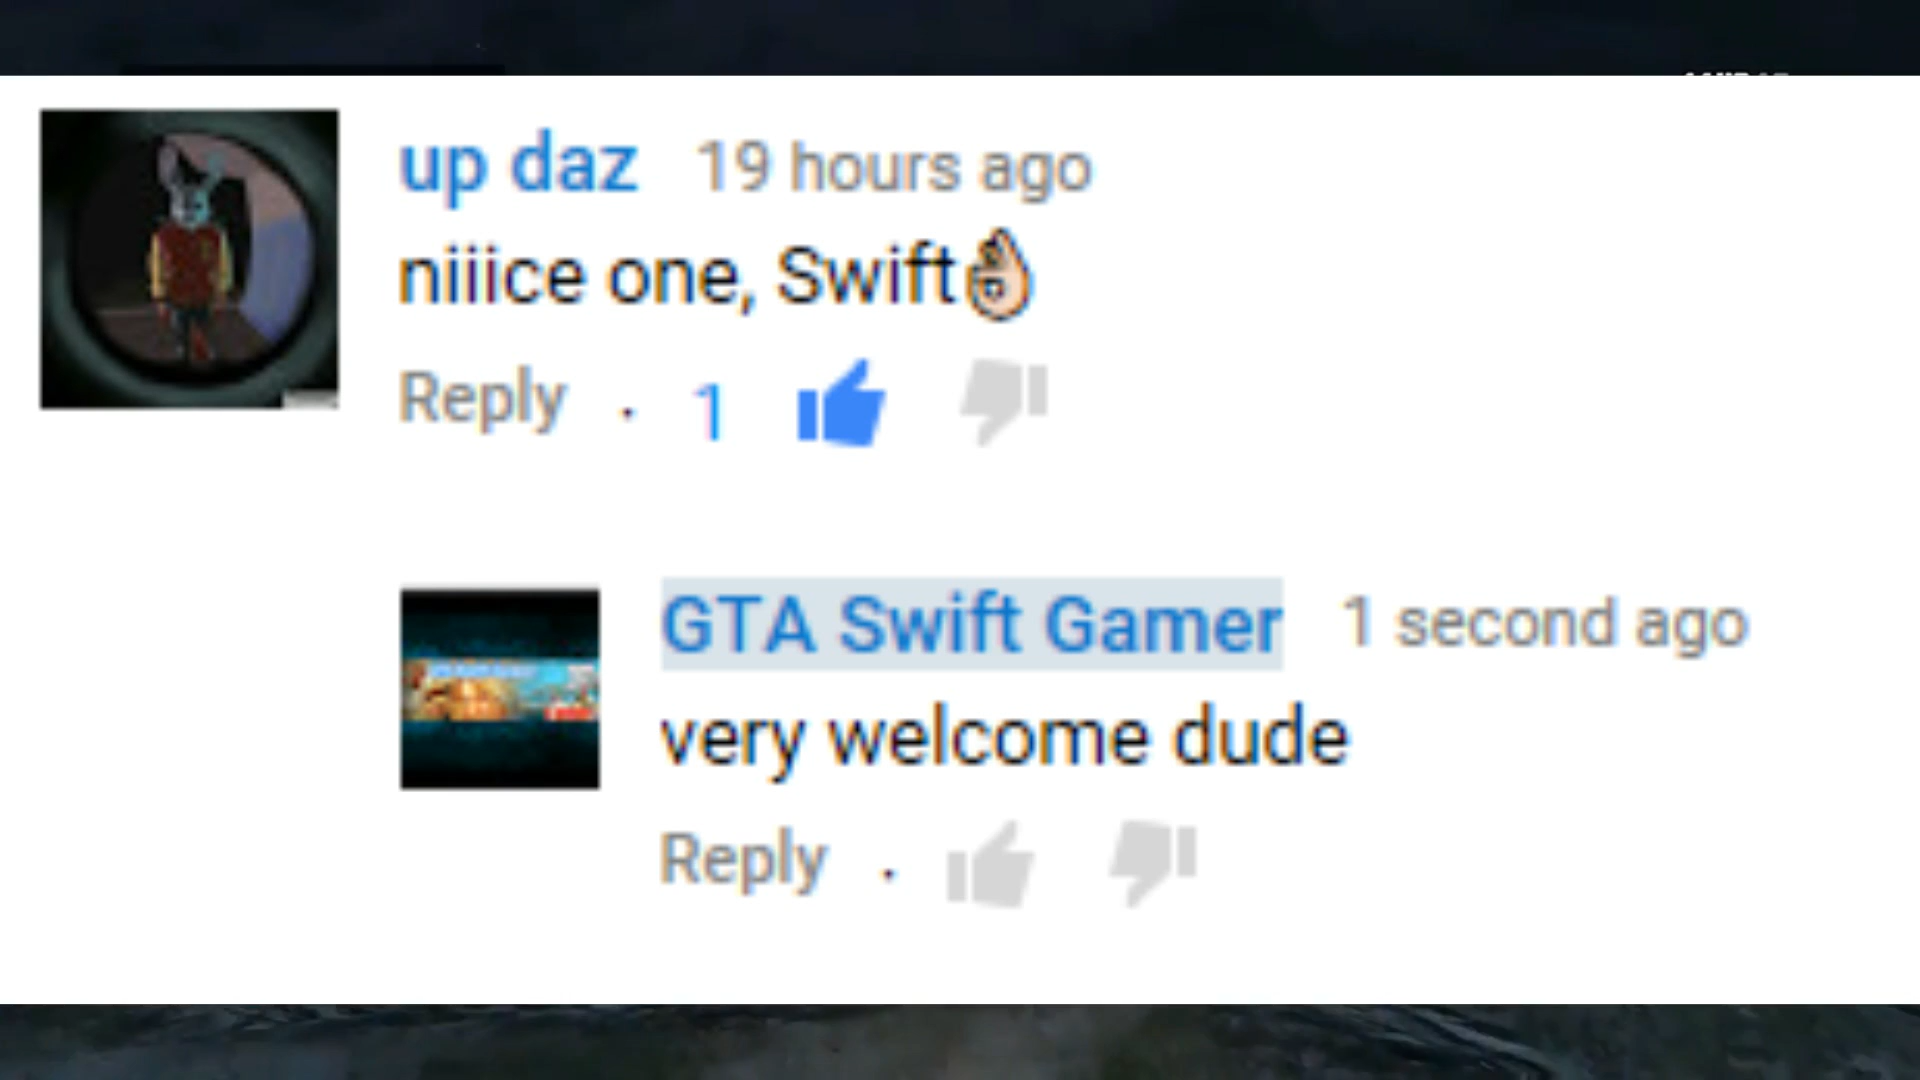 up daz 19 hours ago
niiice one, Swift👌
Reply · 1
GTA Swift Gamer 1 second ago
very welcome dude
Reply ·